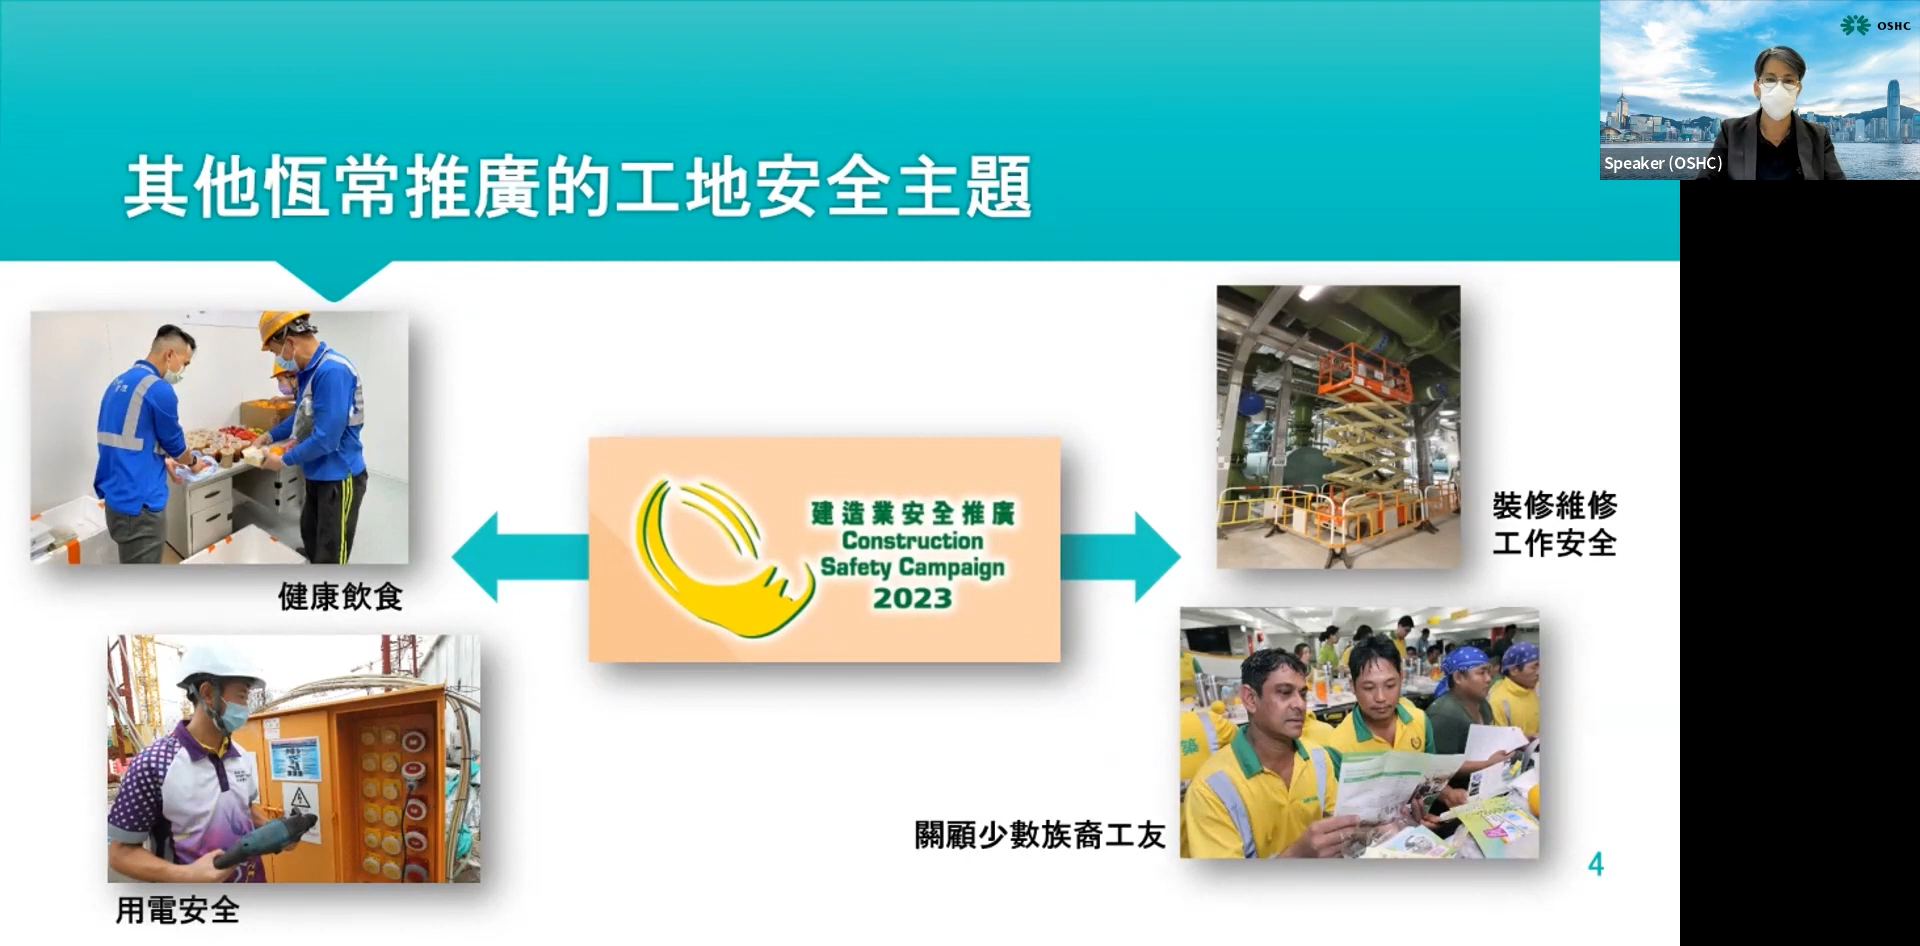 OSHC
Speaker (OSHC)
其他恆常推廣的工地安全主題
健康飲食
用電安全
建造業安全推廣
Construction
Safety Campaign
2023
裝修維修
工作安全
關顧少數族裔工友
築
4